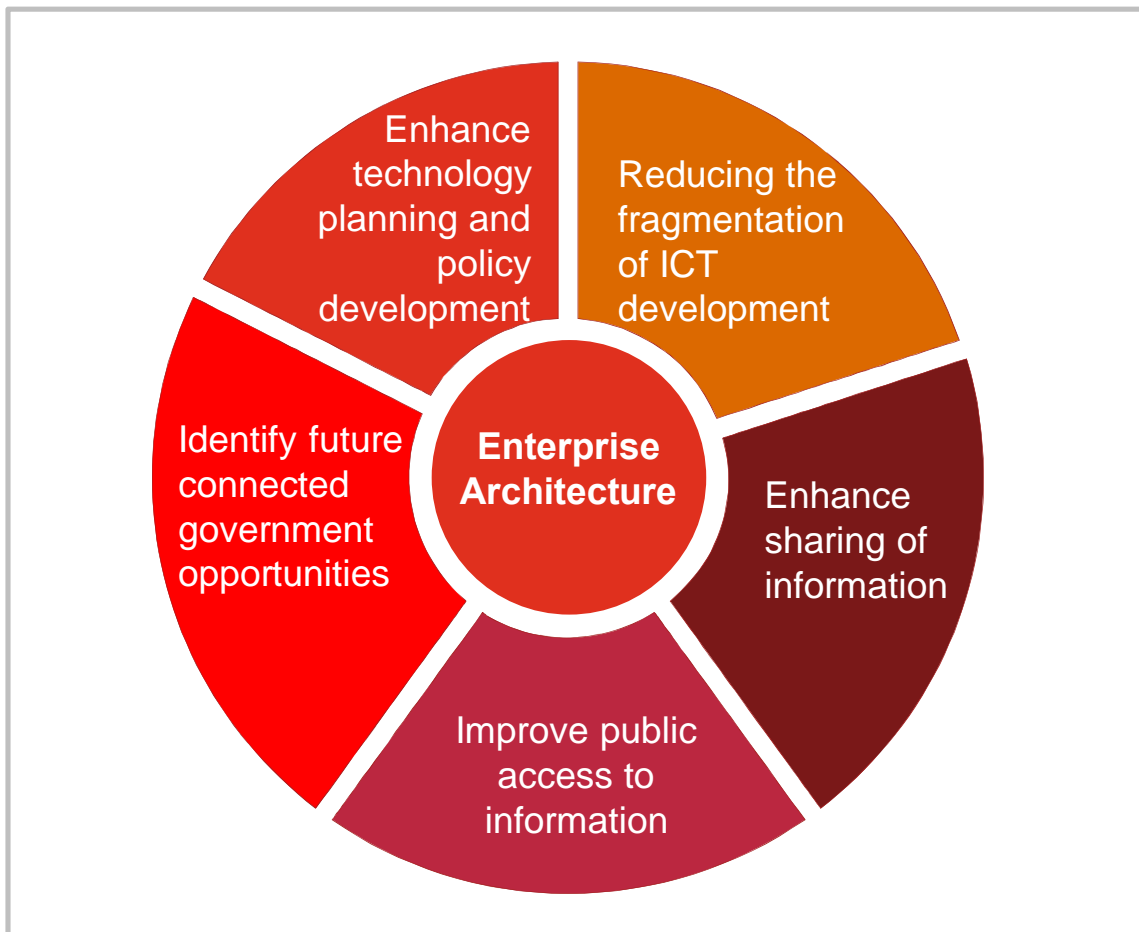 Enhance
technology
planning and
policy
development
Reducing the
fragmentation
of ICT
development
Identify future
connected
government
opportunities
Enterprise
Architecture
Enhance
sharing of
information
Improve public
access to
information